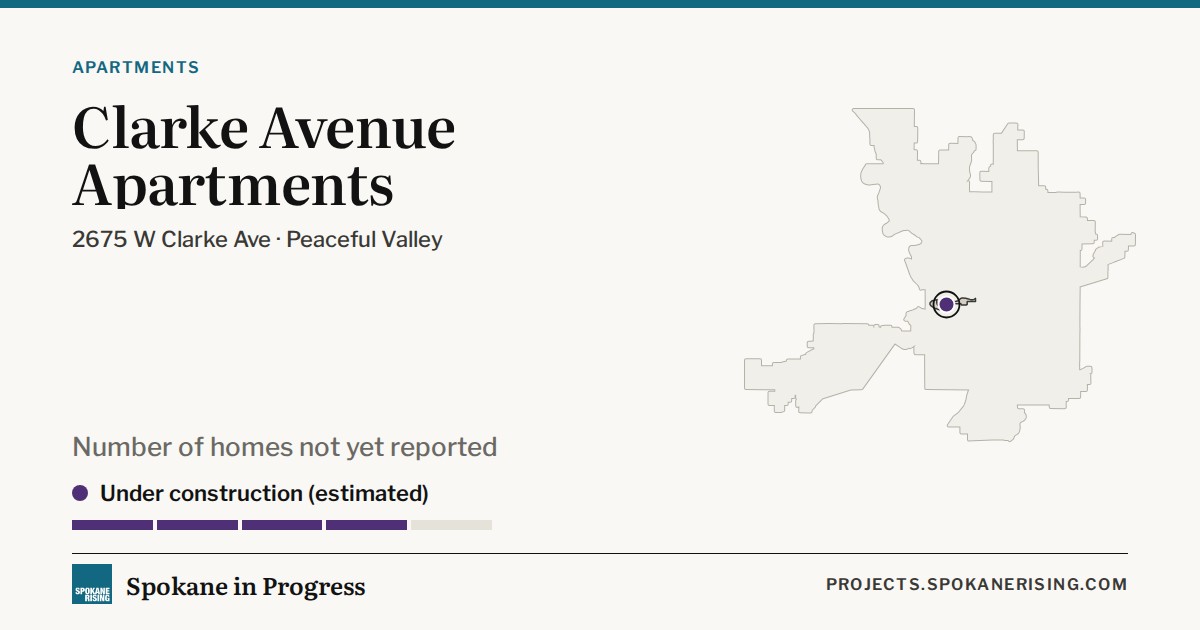 APARTMENTS
Clarke Avenue
Apartments
2675 W Clarke Ave · Peaceful Valley
Number of homes not yet reported
Under construction (estimated)
SPOKANE
RISING
Spokane in Progress
PROJECTS.SPOKANERISING.COM